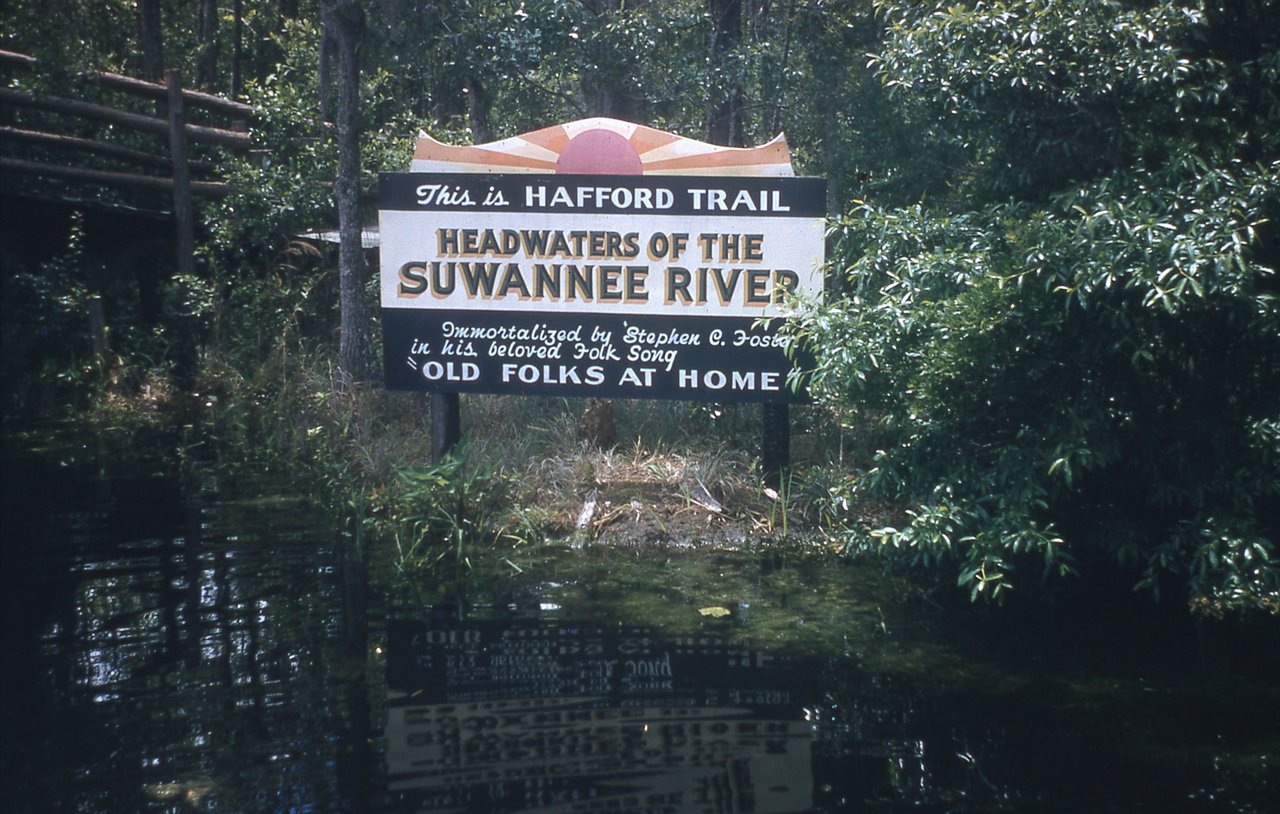 This is HAFFORD TRAIL
HEADWATERS OF THE
SUWANNEE RIVER
Immortalized by Stephen C. Foster
in his beloved Folk Song
"OLD FOLKS AT HOME"